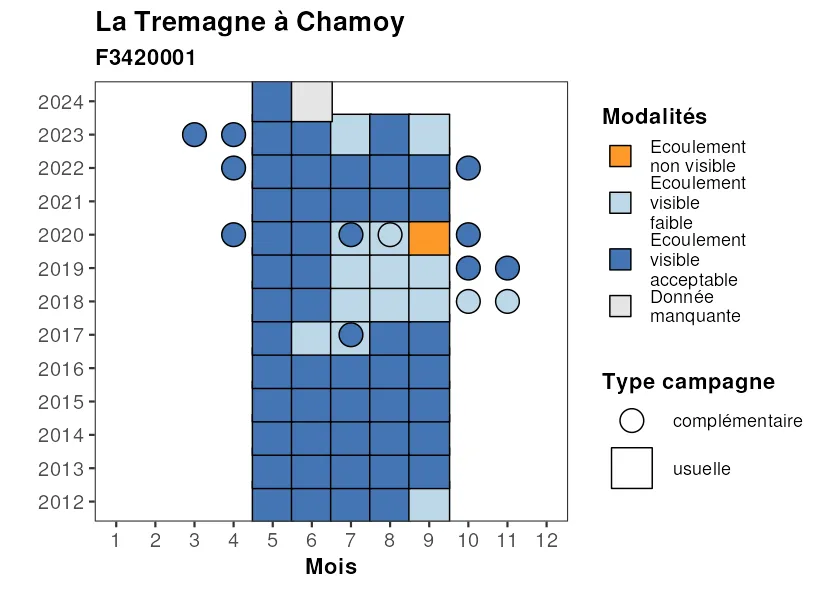 La Tremagne à Chamoy
F3420001
2024
2023
2022
2021
2020
2019
2018
2017
2016
2015
2014
2013
2012
1 2 3 4 5 6 7 8 9 10 11 12
Mois
Modalités
Ecoulement
non visible
Ecoulement
visible
faible
Ecoulement
visible
acceptable
Donnée
manquante
Type campagne
complémentaire
usuelle